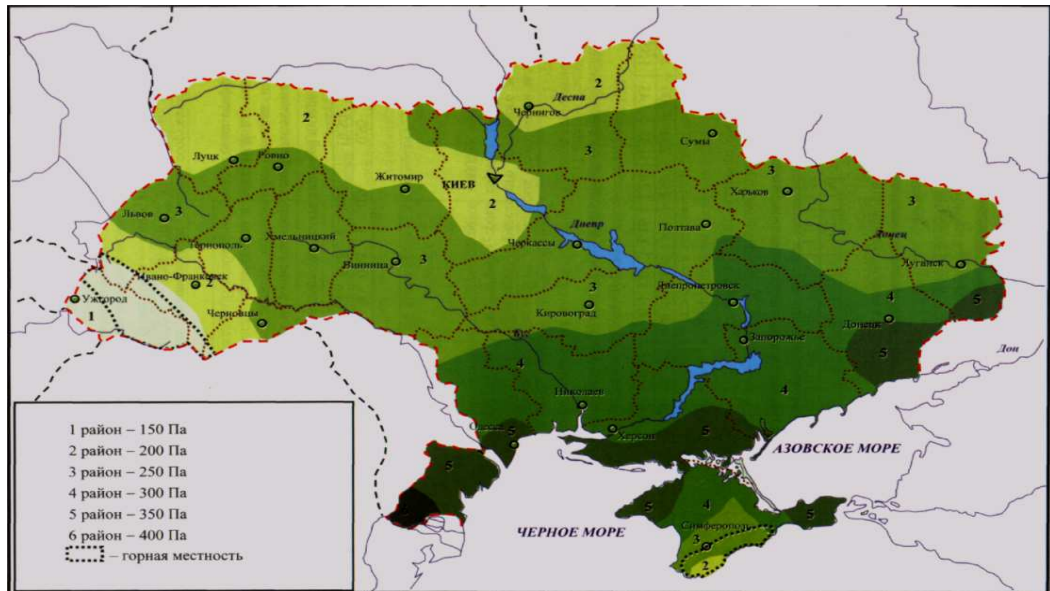 2
Десна
Чернигов
2
3
Сумы
Луцк
Ровно
3
Харьков
Житомир
КИЕВ
2
3
Львов
3
Днепр
Полтава
Донец
Тернополь
Хмельницкий
Черкассы
Винница
3
Луганск
Ивано-Франковск
2
3
Днепропетровск
4
5
Ужгород
1
Кировоград
Черновцы
Донецк
Запорожье
5
Дон
4
4
Николаев
Одесса
5
Херсон
5
АЗОВСКОЕ МОРЕ
5
ЧЕРНОЕ МОРЕ
5
4
5
Симферополь
3
2
1 район – 150 Па
2 район – 200 Па
3 район – 250 Па
4 район – 300 Па
5 район – 350 Па
6 район – 400 Па
– горная местность